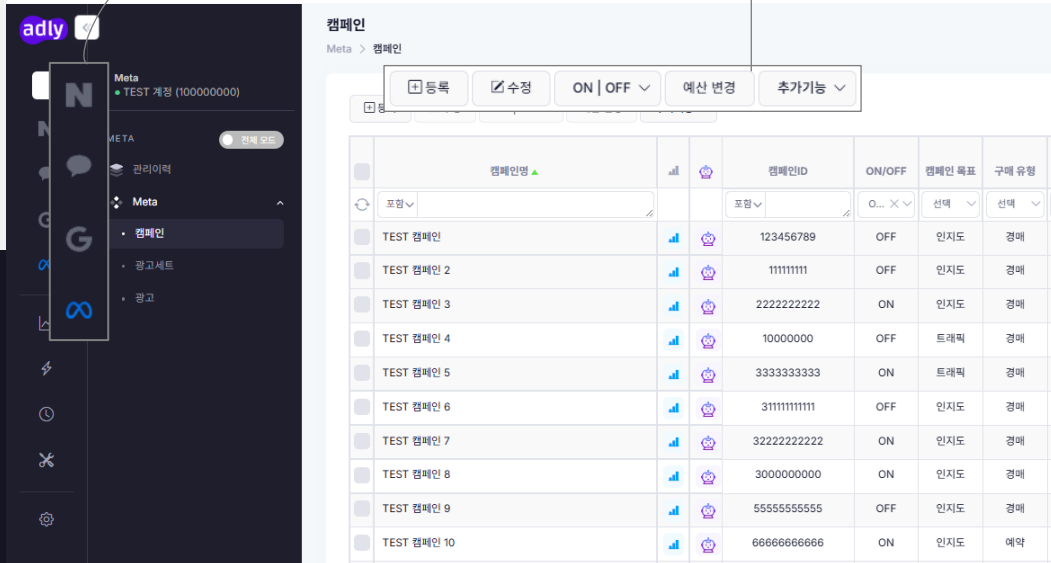 adly
캠페인
Meta > 캠페인
Meta
TEST 계정 (100000000)
등록 수정 ON | OFF 예산 변경 추가기능
META 전체 모드
관리이력
Meta
캠페인
광고세트
광고
캠페인명 캠페인ID ON/OFF 캠페인 목표 구매 유형
포함 포함 O... 선택 선택
TEST 캠페인 123456789 OFF 인지도 경매
TEST 캠페인 2 111111111 OFF 인지도 경매
TEST 캠페인 3 2222222222 ON 인지도 경매
TEST 캠페인 4 10000000 OFF 트래픽 경매
TEST 캠페인 5 3333333333 ON 트래픽 경매
TEST 캠페인 6 311111111111 OFF 인지도 경매
TEST 캠페인 7 32222222222 ON 인지도 경매
TEST 캠페인 8 3000000000 ON 인지도 경매
TEST 캠페인 9 55555555555 OFF 인지도 경매
TEST 캠페인 10 66666666666 ON 인지도 예약